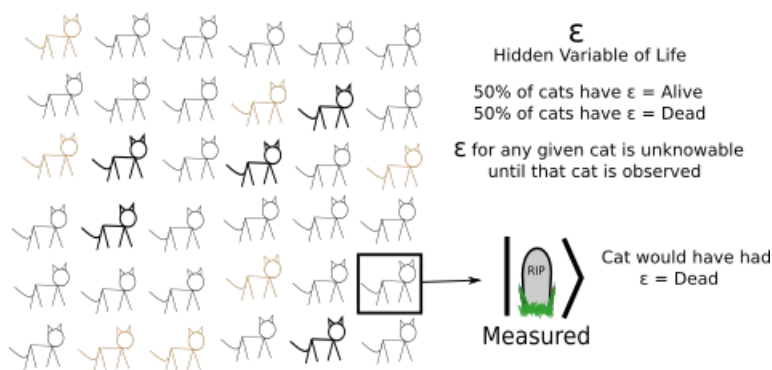 ε
Hidden Variable of Life
50% of cats have ε = Alive
50% of cats have ε = Dead
ε for any given cat is unknowable
until that cat is observed
RIP
Measured
Cat would have had
ε = Dead